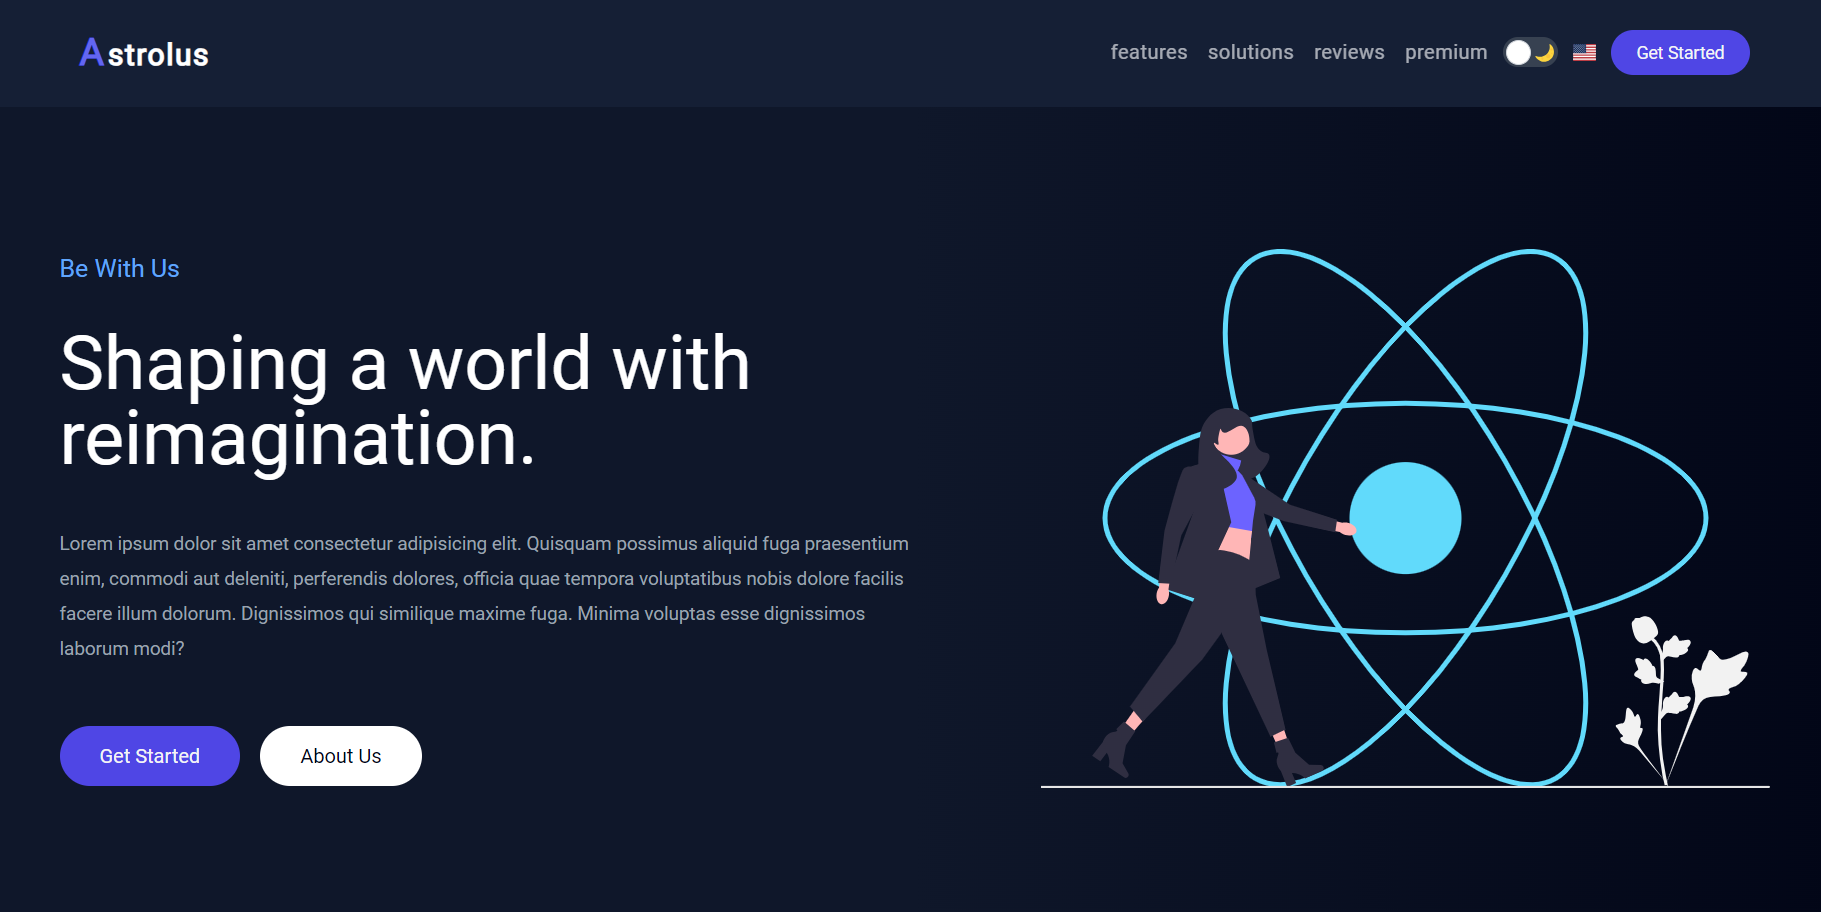 Astrolus
features solutions reviews premium Get Started
Be With Us
Shaping a world with
reimagination.
Lorem ipsum dolor sit amet consectetur adipisicing elit. Quisquam possimus aliquid fuga praesentium
enim, commodi aut deleniti, perferendis dolores, officia quae tempora voluptatibus nobis dolore facilis
facere illum dolorum. Dignissimos qui similique maxime fuga. Minima voluptas esse dignissimos
laborum modi?
Get Started About Us